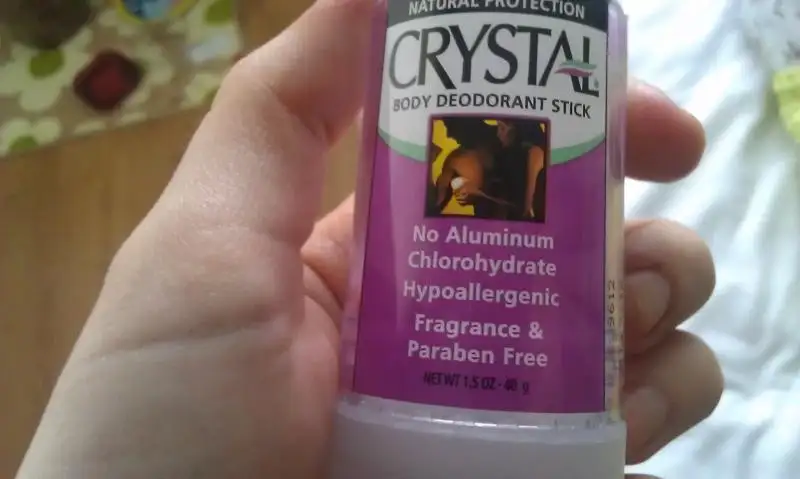 NATURAL PROTECTION
CRYSTAL
BODY DEODORANT STICK
No Aluminum
Chlorohydrate
Hypoallergenic
Fragrance &
Paraben Free
NET WT 1.5 OZ - 40 g